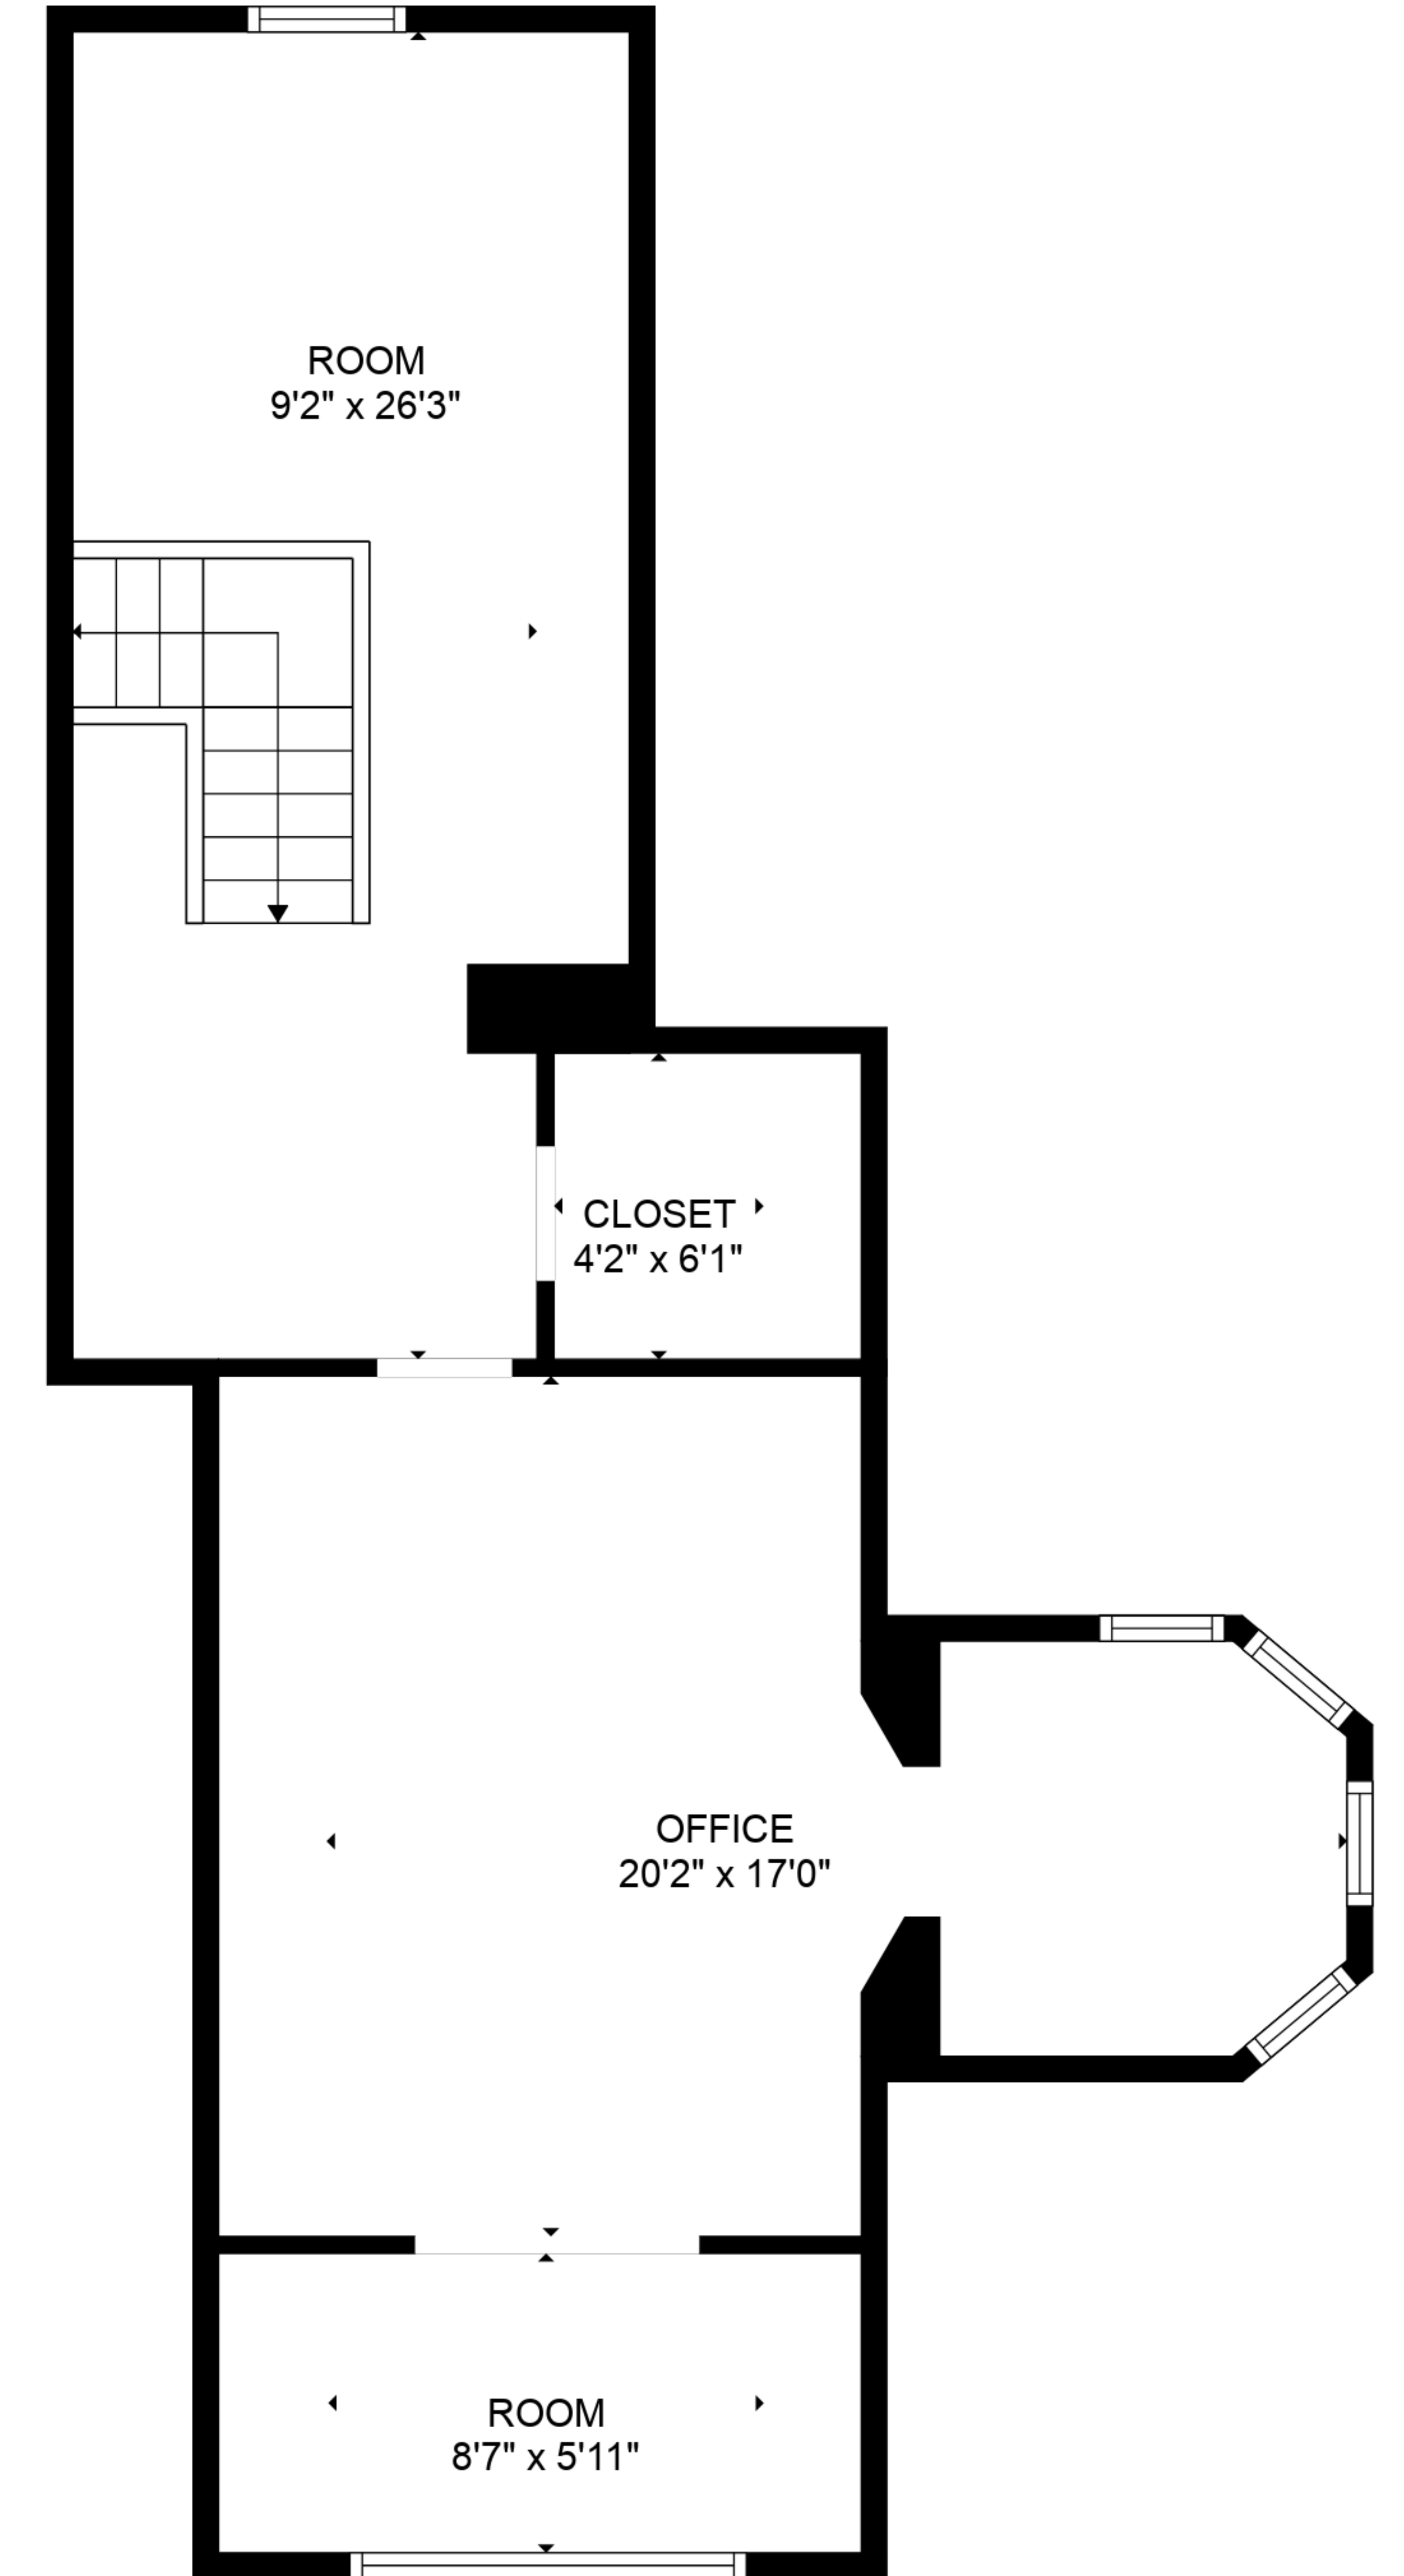 ROOM
9'2" x 26'3"
CLOSET
4'2" x 6'1"
OFFICE
20'2" x 17'0"
ROOM
8'7" x 5'11"